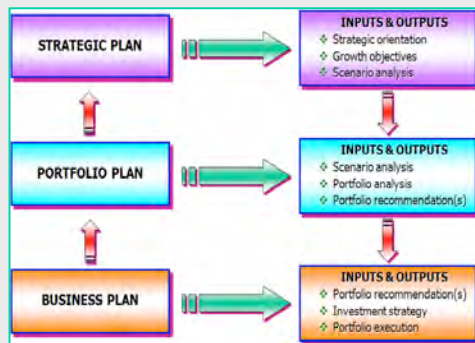 STRATEGIC PLAN
INPUTS & OUTPUTS
Strategic orientation
Growth objectives
Scenario analysis
PORTFOLIO PLAN
INPUTS & OUTPUTS
Scenario analysis
Portfolio analysis
Portfolio recommendation(s)
BUSINESS PLAN
INPUTS & OUTPUTS
Portfolio recommendation(s)
Investment strategy
Portfolio execution